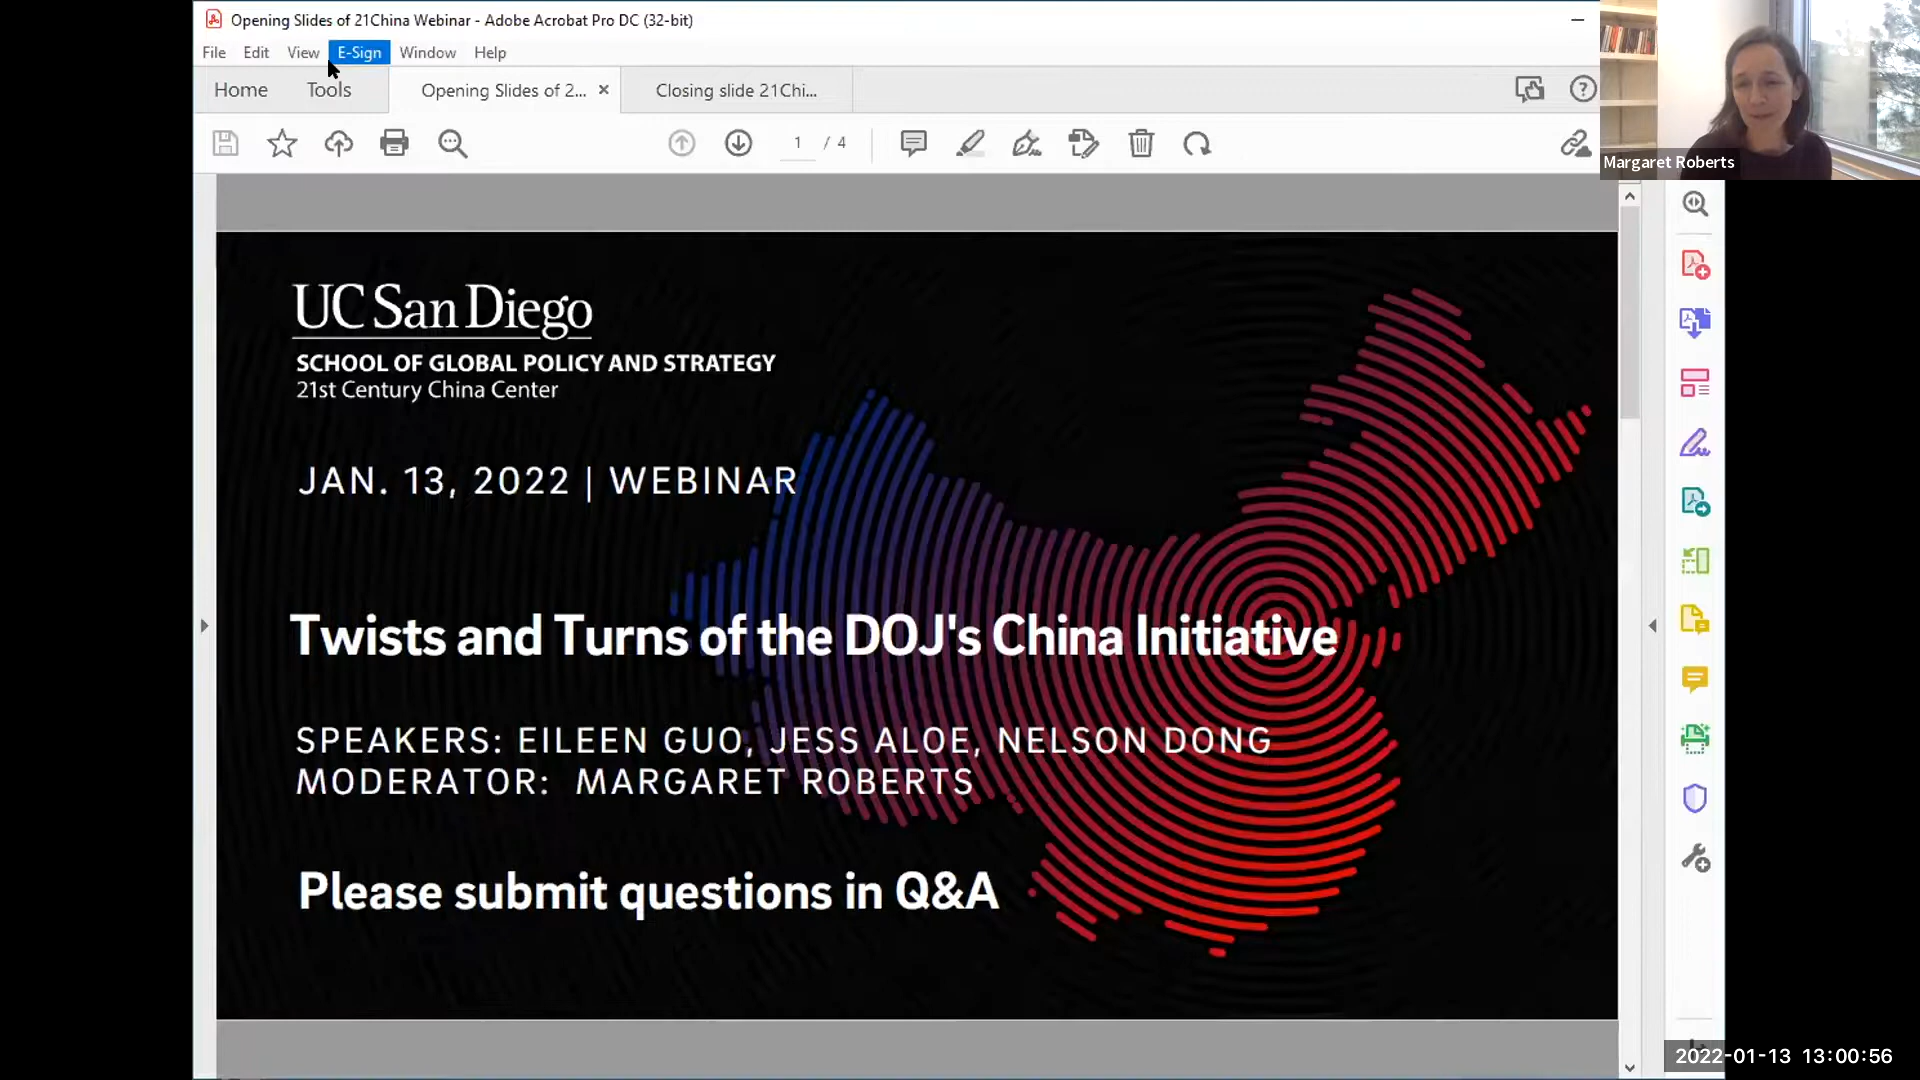 Opening Slides of 21China Webinar - Adobe Acrobat Pro DC (32-bit)
File Edit View E-Sign Window Help
Home Tools Opening Slides of 2... Closing slide 21Chi...
1 / 4
Margaret Roberts
UC San Diego
SCHOOL OF GLOBAL POLICY AND STRATEGY
21st Century China Center
JAN. 13, 2022 | WEBINAR
Twists and Turns of the DOJ's China Initiative
SPEAKERS: EILEEN GUO, JESS ALOE, NELSON DONG
MODERATOR: MARGARET ROBERTS
Please submit questions in Q&A
2022-01-13 13:00:56